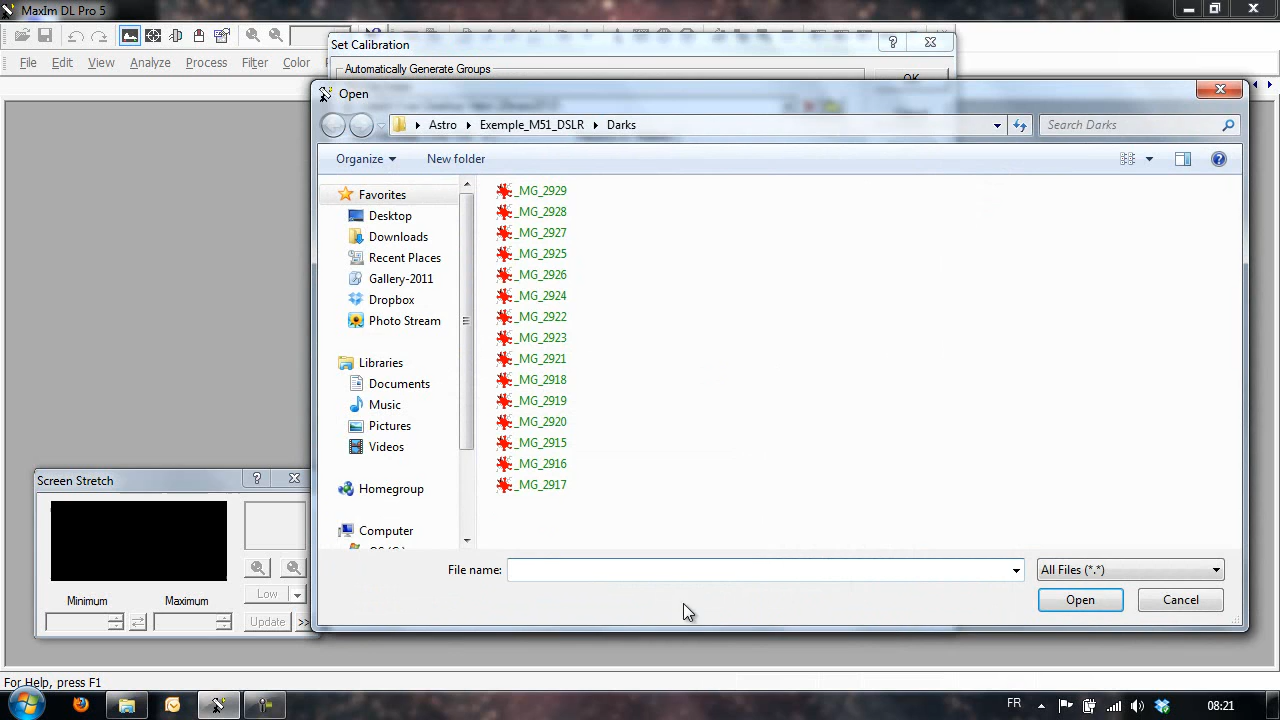 MaxIm DL Pro 5
File Edit View Analyze Process Filter Color
Set Calibration
Automatically Generate Groups
OK
Open
Astro Exemple_M51_DSLR Darks
Search Darks
Organize New folder
Favorites
Desktop
Downloads
Recent Places
Gallery-2011
Dropbox
Photo Stream
Libraries
Documents
Music
Pictures
Videos
Homegroup
Computer
_MG_2929
_MG_2928
_MG_2927
_MG_2925
_MG_2926
_MG_2924
_MG_2922
_MG_2923
_MG_2921
_MG_2918
_MG_2919
_MG_2920
_MG_2915
_MG_2916
_MG_2917
File name:
All Files (*.*)
Open Cancel
Screen Stretch
Low
Minimum Maximum
Update >>
For Help, press F1
FR 08:21